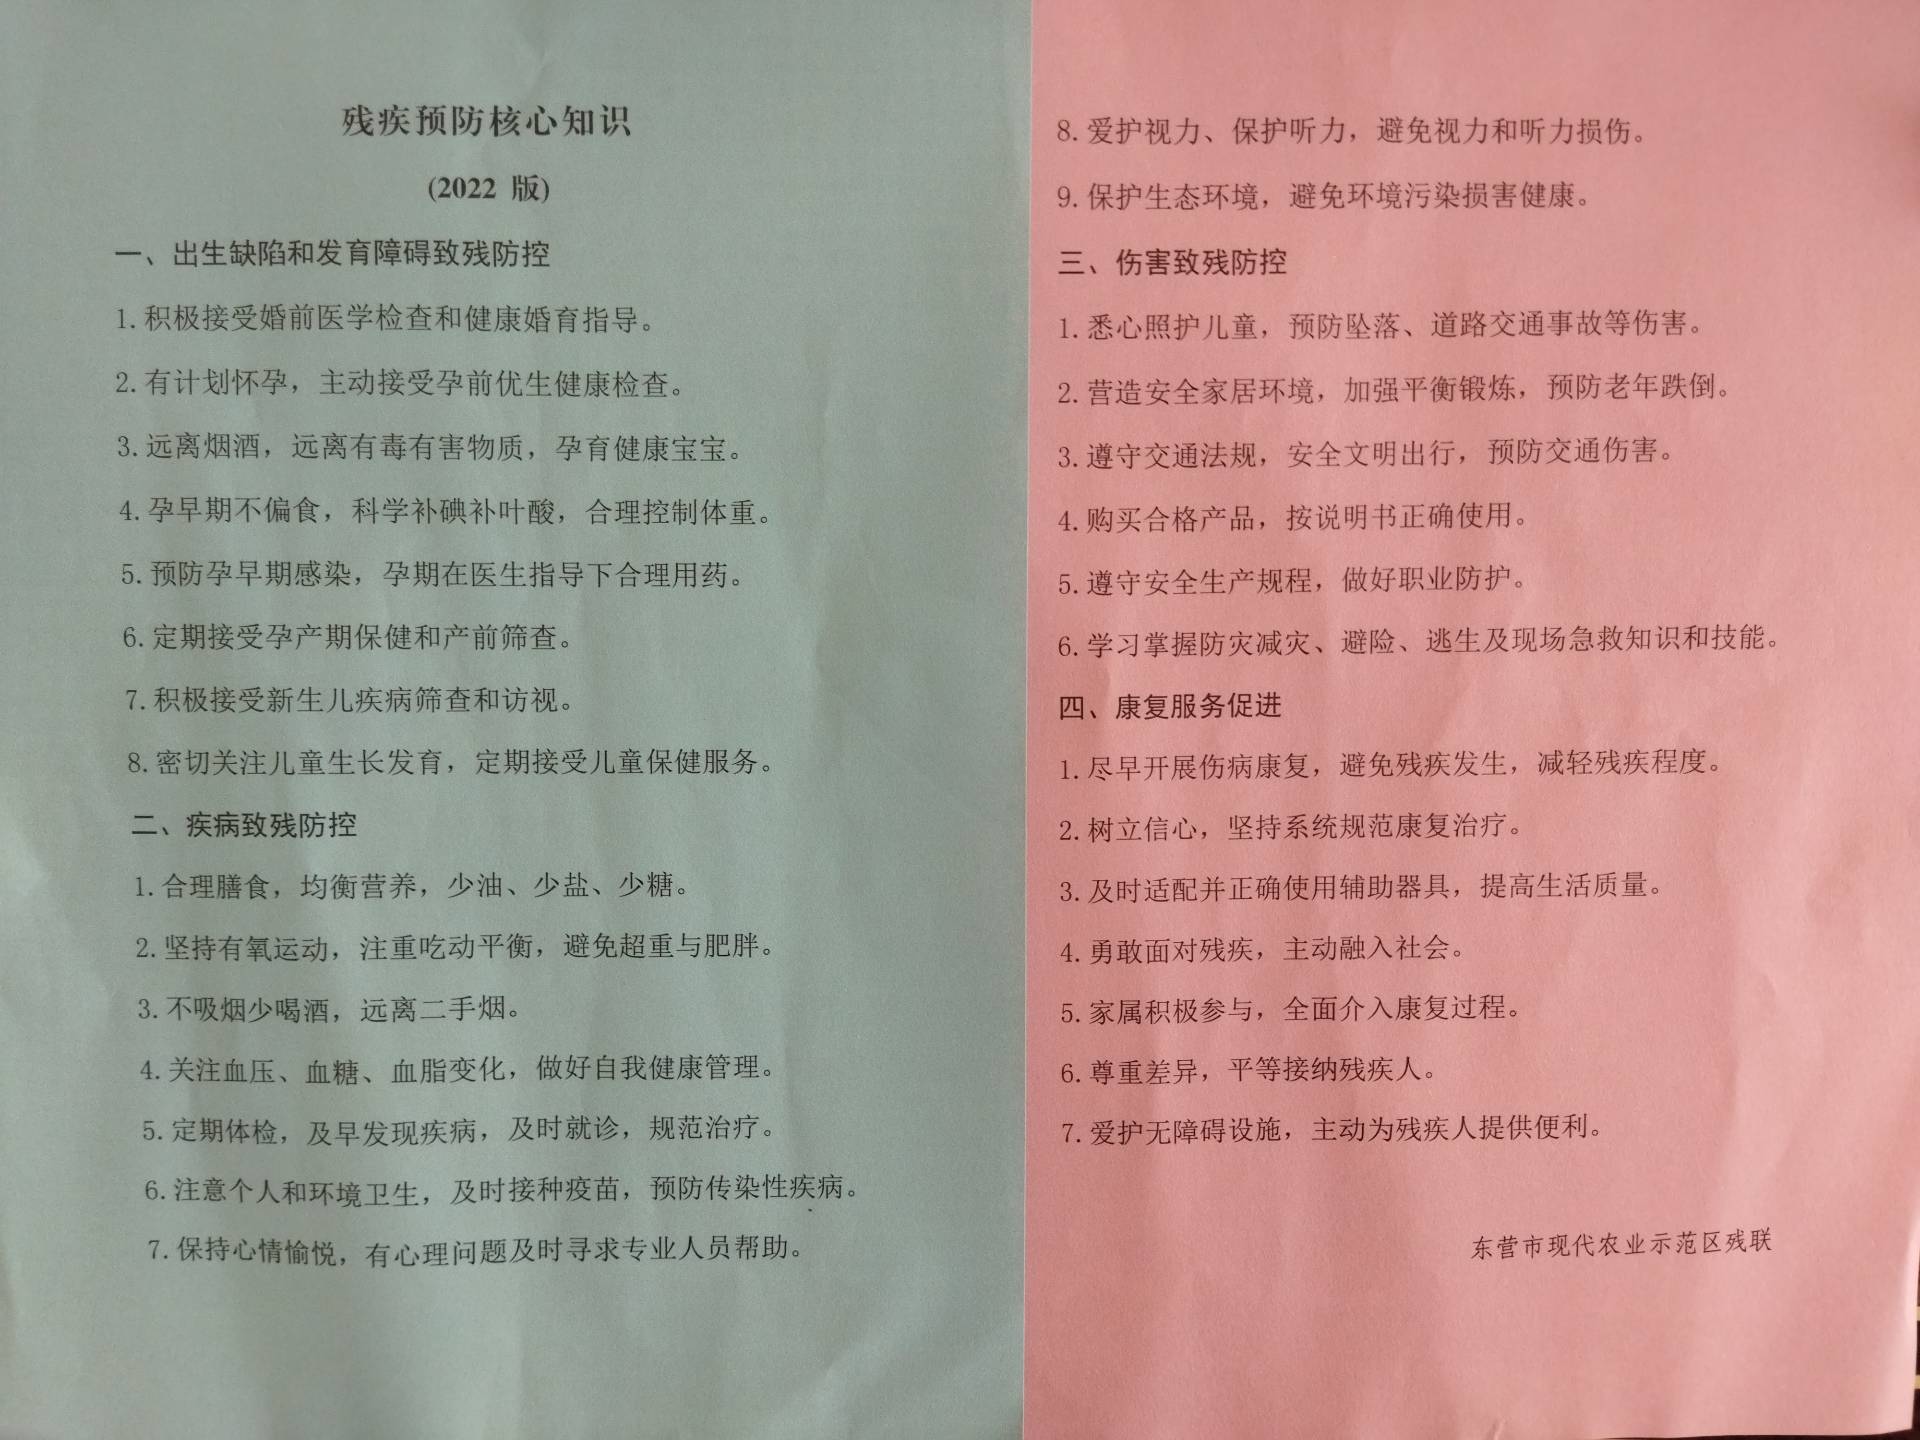 残疾预防核心知识
(2022 版)
一、出生缺陷和发育障碍致残防控
1.积极接受婚前医学检查和健康婚育指导。
2.有计划怀孕，主动接受孕前优生健康检查。
3.远离烟酒，远离有毒有害物质，孕育健康宝宝。
4.孕早期不偏食，科学补碘补叶酸，合理控制体重。
5.预防孕早期感染，孕期在医生指导下合理用药。
6.定期接受孕产期保健和产前筛查。
7.积极接受新生儿疾病筛查和访视。
8.密切关注儿童生长发育，定期接受儿童保健服务。
二、疾病致残防控
1.合理膳食，均衡营养，少油、少盐、少糖。
2.坚持有氧运动，注重吃动平衡，避免超重与肥胖。
3.不吸烟少喝酒，远离二手烟。
4.关注血压、血糖、血脂变化，做好自我健康管理。
5.定期体检，及早发现疾病，及时就诊，规范治疗。
6.注意个人和环境卫生，及时接种疫苗，预防传染性疾病。
7.保持心情愉悦，有心理问题及时寻求专业人员帮助。
8.爱护视力、保护听力，避免视力和听力损伤。
9.保护生态环境，避免环境污染损害健康。
三、伤害致残防控
1.悉心照护儿童，预防坠落、道路交通事故等伤害。
2.营造安全家居环境，加强平衡锻炼，预防老年跌倒。
3.遵守交通法规，安全文明出行，预防交通伤害。
4.购买合格产品，按说明书正确使用。
5.遵守安全生产规程，做好职业防护。
6.学习掌握防灾减灾、避险、逃生及现场急救知识和技能。
四、康复服务促进
1.尽早开展伤病康复，避免残疾发生，减轻残疾程度。
2.树立信心，坚持系统规范康复治疗。
3.及时适配并正确使用辅助器具，提高生活质量。
4.勇敢面对残疾，主动融入社会。
5.家属积极参与，全面介入康复过程。
6.尊重差异，平等接纳残疾人。
7.爱护无障碍设施，主动为残疾人提供便利。
东营市现代农业示范区残联